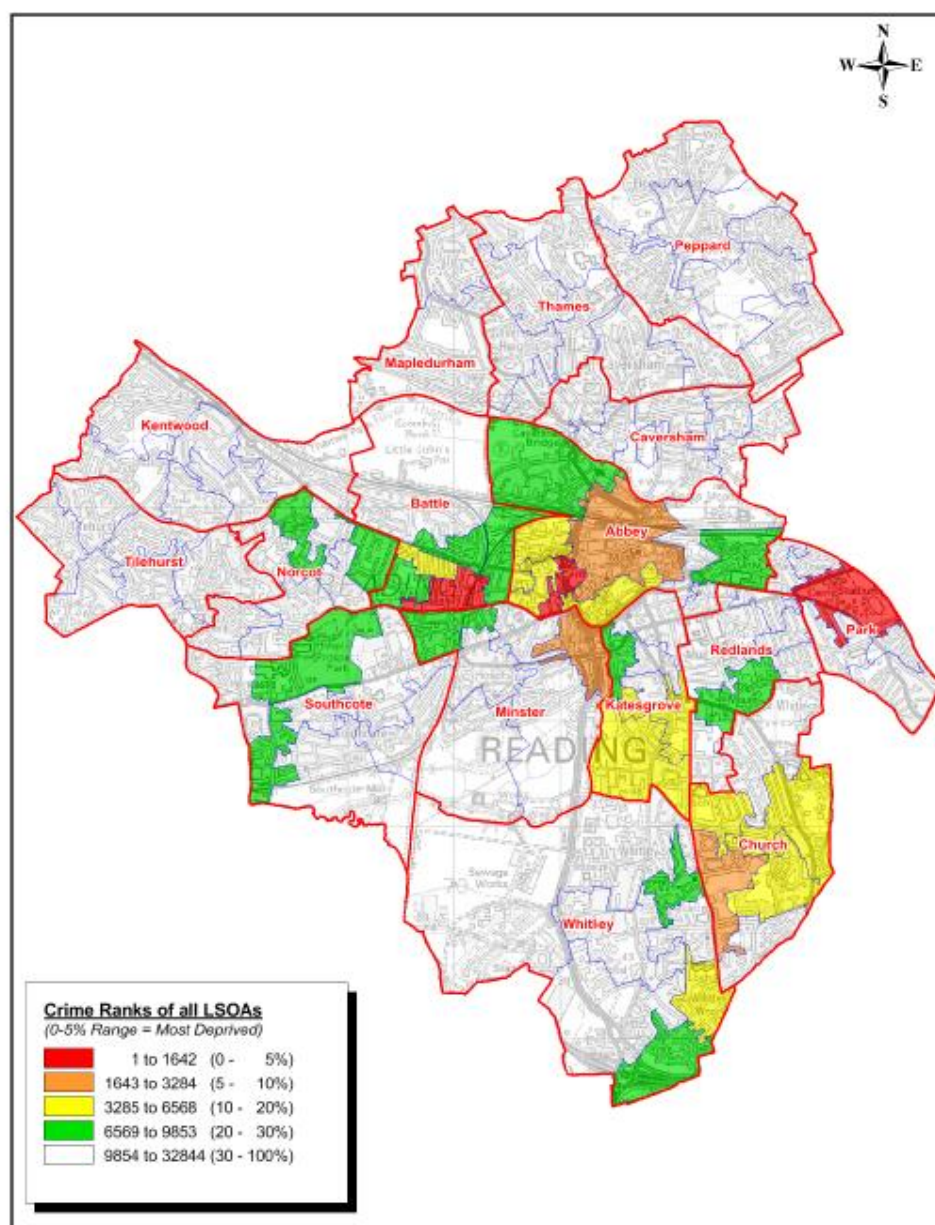 N
W E
S
Peppard
Thames
Mapledurham
Kentwood
Caversham
Battle
Abbey
Tilehurst
Norcot
Park
Redlands
Southcote
Minster
Katesgrove
READING
Church
Sewage
Works
Whitley
Crime Ranks of all LSOAs
(0-5% Range = Most Deprived)
1 to 1642 (0 - 5%)
1643 to 3284 (5 - 10%)
3285 to 6568 (10 - 20%)
6569 to 9853 (20 - 30%)
9854 to 32844 (30 - 100%)